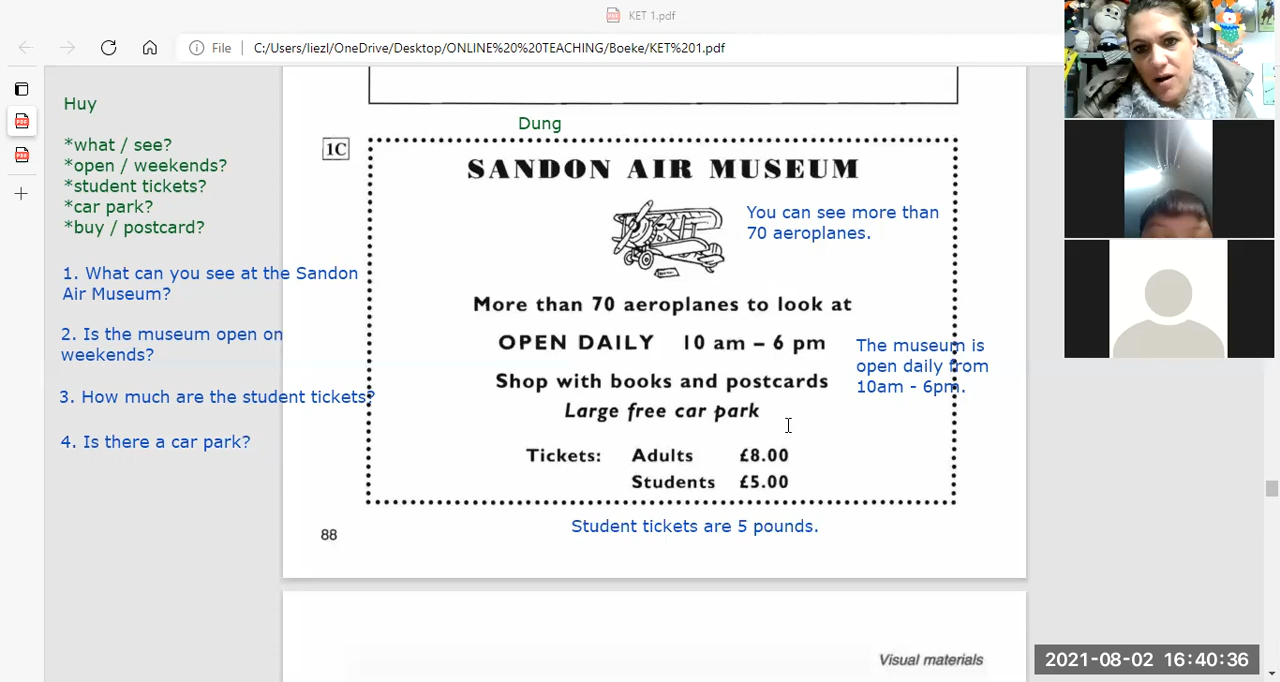 KET 1.pdf
File
C:/Users/liezl/OneDrive/Desktop/ONLINE%20%20TEACHING/Boeke/KET%201.pdf
Huy
*what / see?
*open / weekends?
*student tickets?
*car park?
*buy / postcard?
1. What can you see at the Sandon
Air Museum?
2. Is the museum open on
weekends?
3. How much are the student tickets?
4. Is there a car park?
Dung
1C
SANDON AIR MUSEUM
You can see more than
70 aeroplanes.
More than 70 aeroplanes to look at
OPEN DAILY 10 am – 6 pm
The museum is
open daily from
10am - 6pm.
Shop with books and postcards
Large free car park
Tickets: Adults £8.00
Students £5.00
Student tickets are 5 pounds.
88
Visual materials
2021-08-02 16:40:36